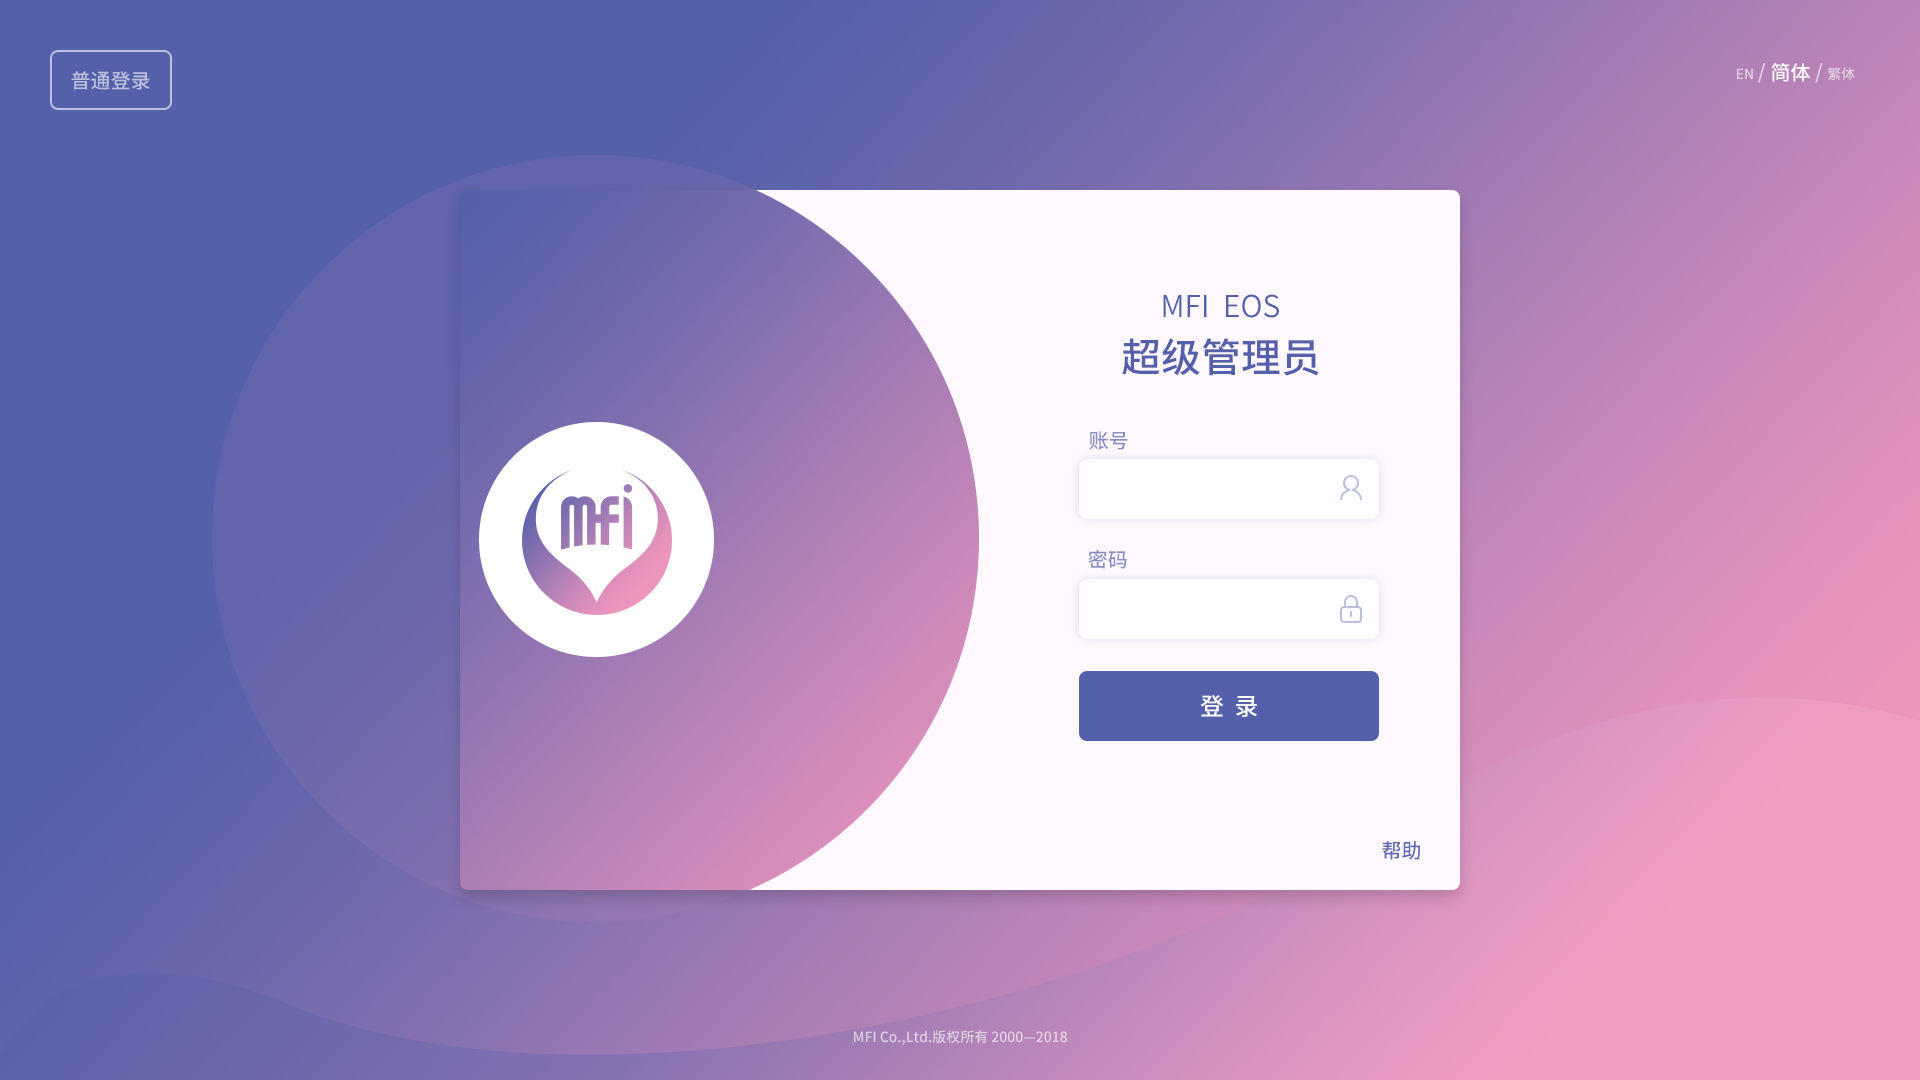 普通登录
EN / 简体 / 繁体
MFI EOS
超级管理员
账号
mfi
密码
登 录
帮助
MFI Co.,Ltd.版权所有 2000—2018